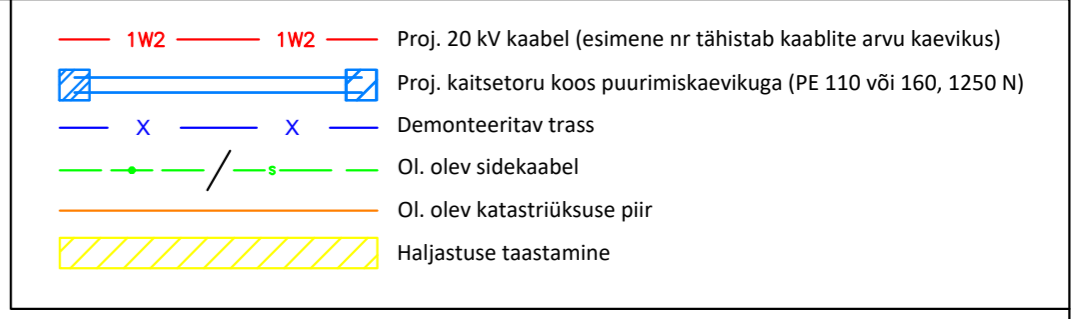 1W2 1W2 Proj. 20 kV kaabel (esimene nr tähistab kaablite arvu kaevikus)
Proj. kaitsetoru koos puurimiskaevikuga (PE 110 või 160, 1250 N)
X X Demonteeritav trass
s Ol. olev sidekaabel
Ol. olev katastriüksuse piir
Haljastuse taastamine